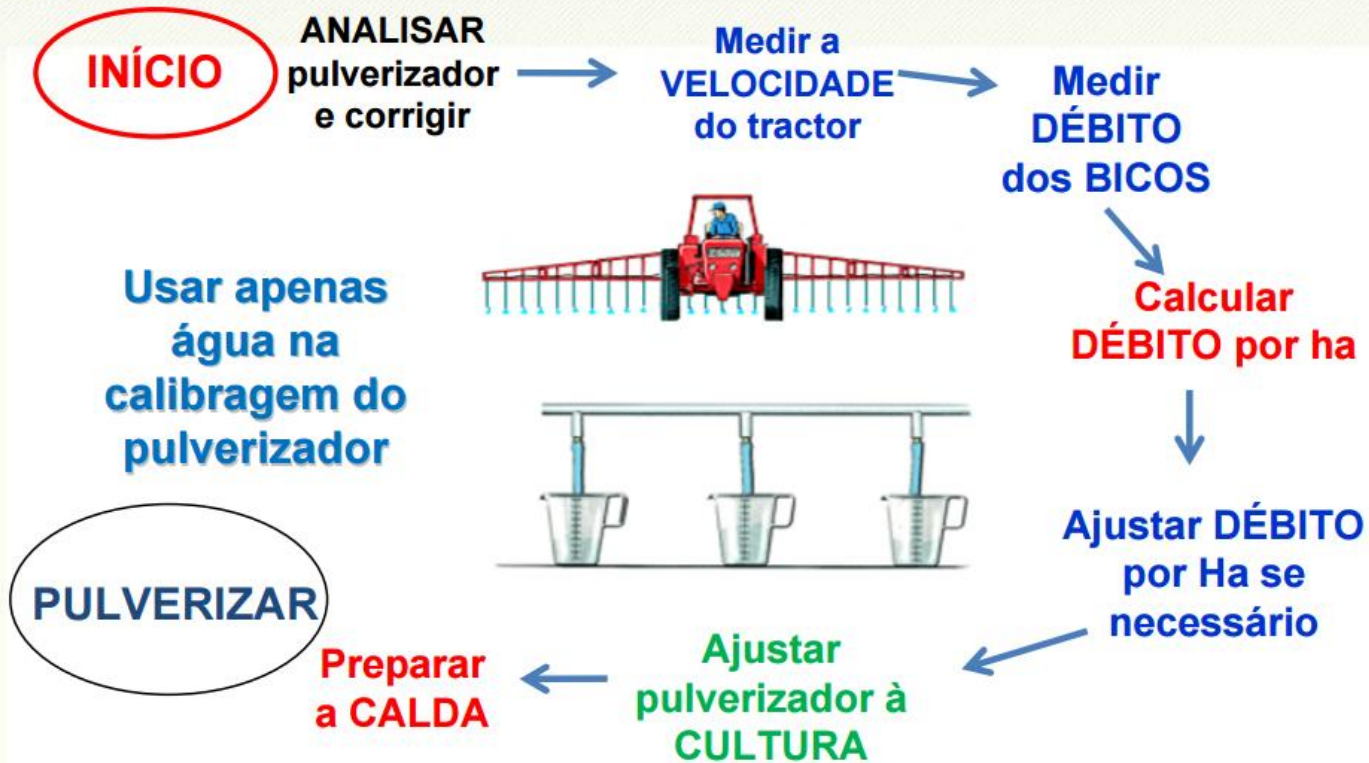 INÍCIO
ANALISAR
pulverizador
e corrigir
Medir a
VELOCIDADE
do tractor
Medir
DÉBITO
dos BICOS
Calcular
DÉBITO por ha
Ajustar DÉBITO
por Ha se
necessário
Ajustar
pulverizador à
CULTURA
Preparar
a CALDA
PULVERIZAR
Usar apenas
água na
calibragem do
pulverizador